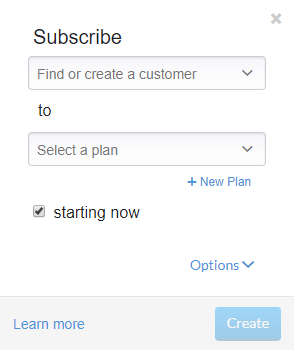 Subscribe
Find or create a customer
to
Select a plan
+ New Plan
starting now
Options
Learn more
Create